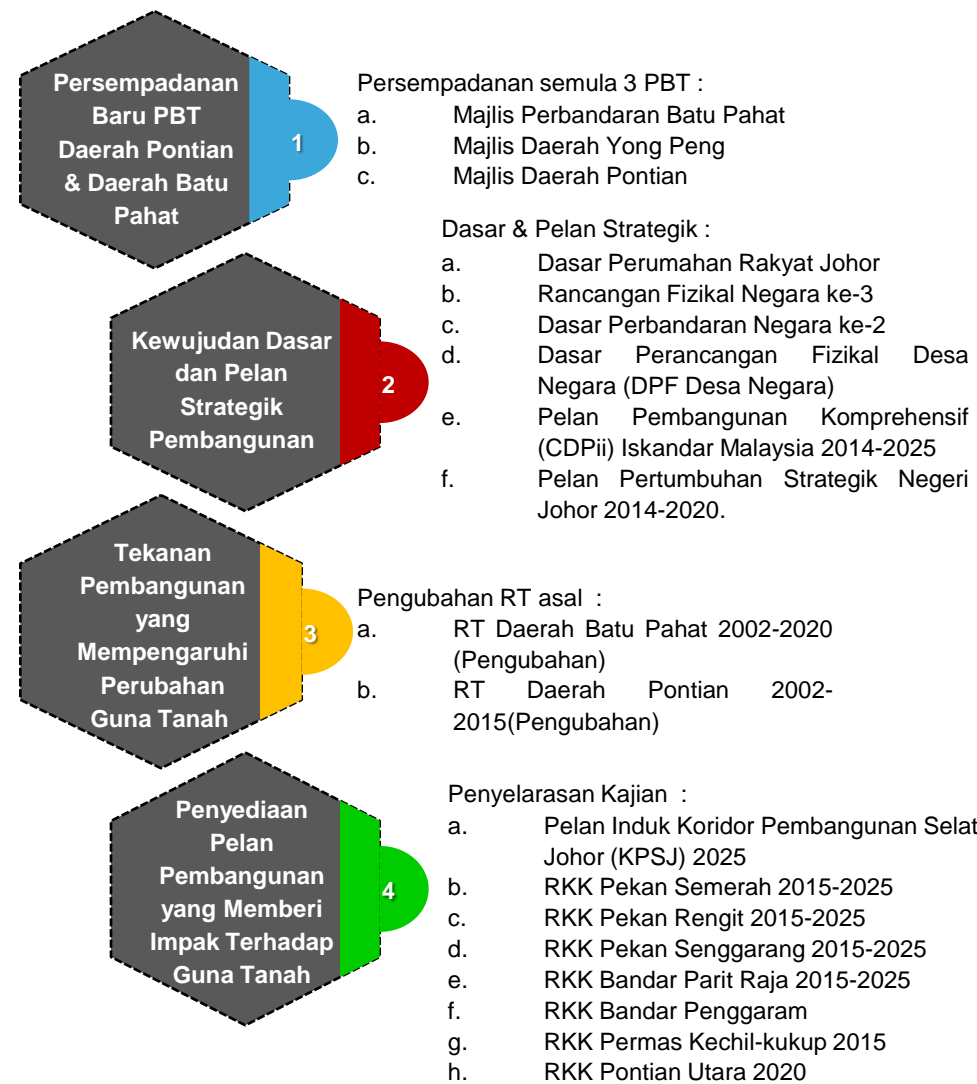 Persempadanan
Baru PBT
Daerah Pontian
& Daerah Batu
Pahat
1
Persempadanan semula 3 PBT :
a. Majlis Perbandaran Batu Pahat
b. Majlis Daerah Yong Peng
c. Majlis Daerah Pontian
Kewujudan Dasar
dan Pelan
Strategik
Pembangunan
2
Dasar & Pelan Strategik :
a. Dasar Perumahan Rakyat Johor
b. Rancangan Fizikal Negara ke-3
c. Dasar Perbandaran Negara ke-2
d. Dasar Perancangan Fizikal Desa
Negara (DPF Desa Negara)
e. Pelan Pembangunan Komprehensif
(CDPii) Iskandar Malaysia 2014-2025
f. Pelan Pertumbuhan Strategik Negeri
Johor 2014-2020.
Tekanan
Pembangunan
yang
Mempengaruhi
Perubahan
Guna Tanah
3
Pengubahan RT asal :
a. RT Daerah Batu Pahat 2002-2020
(Pengubahan)
b. RT Daerah Pontian 2002-
2015(Pengubahan)
Penyediaan
Pelan
Pembangunan
yang Memberi
Impak Terhadap
Guna Tanah
4
Penyelarasan Kajian :
a. Pelan Induk Koridor Pembangunan Selat
Johor (KPSJ) 2025
b. RKK Pekan Semerah 2015-2025
c. RKK Pekan Rengit 2015-2025
d. RKK Pekan Senggarang 2015-2025
e. RKK Bandar Parit Raja 2015-2025
f. RKK Bandar Penggaram
g. RKK Permas Kechil-kukup 2015
h. RKK Pontian Utara 2020